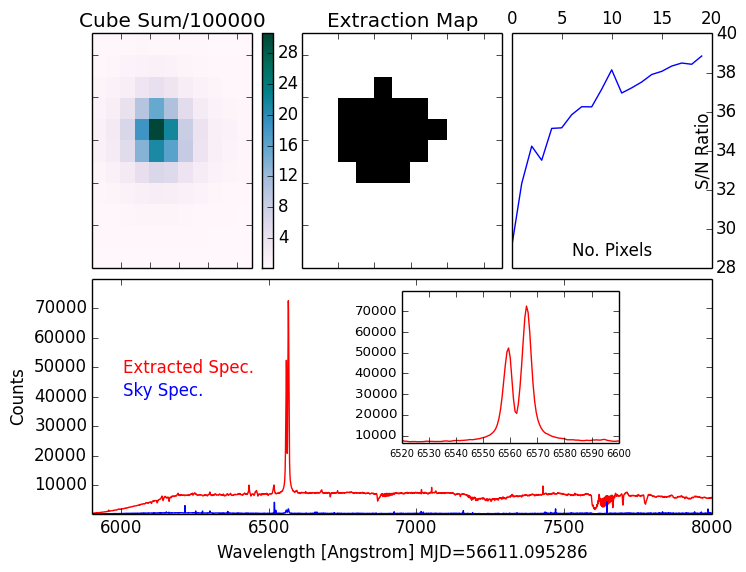 Cube Sum/100000
Extraction Map
0 5 10 15 20
28
24
20
16
12
8
4
40
38
36
34
32
30
28
S/N Ratio
No. Pixels
70000
60000
50000
40000
30000
20000
10000
Counts
Extracted Spec.
Sky Spec.
70000
60000
50000
40000
30000
20000
10000
6520 6530 6540 6550 6560 6570 6580 6590 6600
6000 6500 7000 7500 8000
Wavelength [Angstrom] MJD=56611.095286